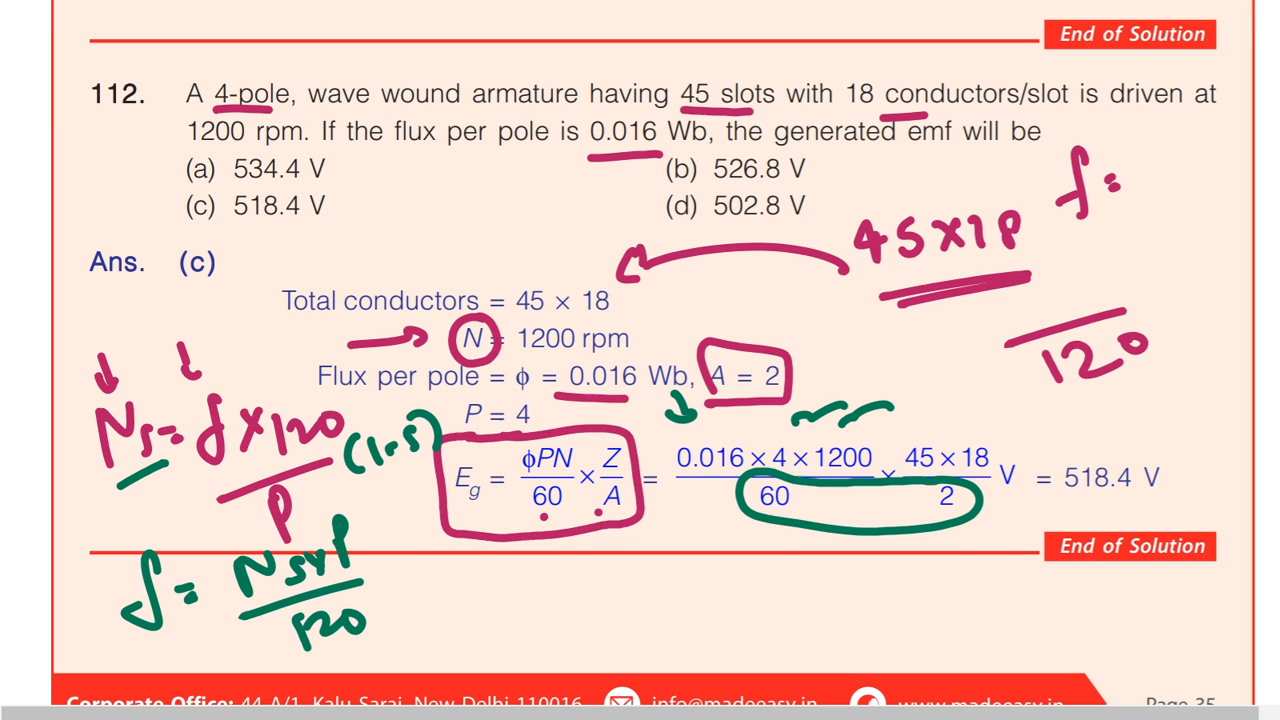 End of Solution
112. A 4-pole, wave wound armature having 45 slots with 18 conductors/slot is driven at
1200 rpm. If the flux per pole is 0.016 Wb, the generated emf will be
(a) 534.4 V (b) 526.8 V
(c) 518.4 V (d) 502.8 V
f =
45×18
120
Ans. (c)
Total conductors = 45 × 18
N = 1200 rpm
Flux per pole = ϕ = 0.016 Wb, A = 2
P = 4
Ns = f×120/P (1-s)
E_g = ϕPN/60 × Z/A = 0.016 × 4 × 1200/60 × 45 × 18/2 V = 518.4 V
End of Solution
f = Ns×P/120
Corporate Office: 44-A/1, Kalu Sarai, New Delhi-110016 info@madeeasy.in www.madeeasy.in Page 35